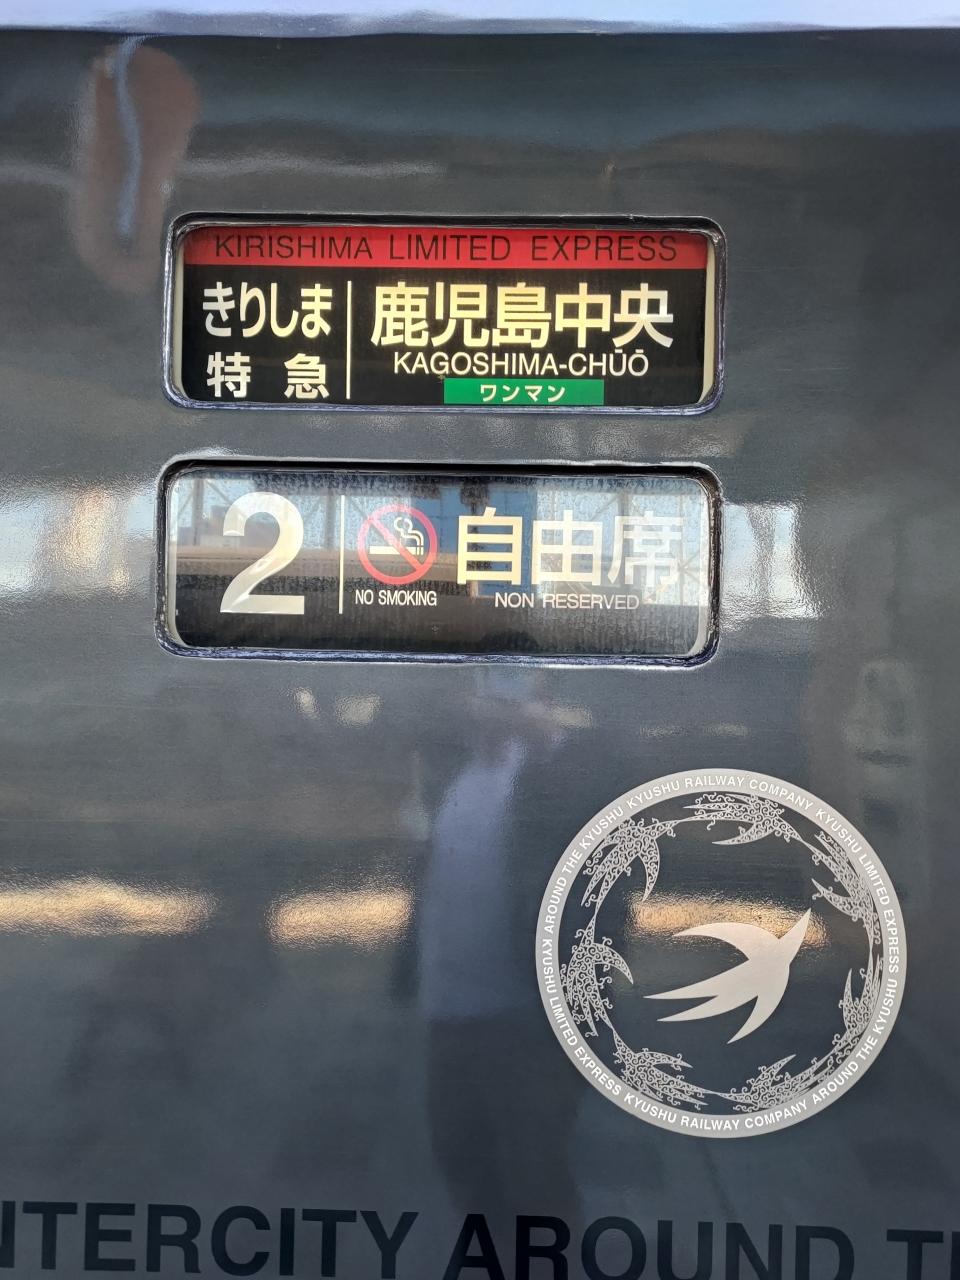 KIRISHIMA LIMITED EXPRESS
きりしま
特急
鹿児島中央
KAGOSHIMA-CHŪŌ
ワンマン
2
NO SMOKING
自由席
NON RESERVED
AROUND THE KYUSHU KYUSHU RAILWAY COMPANY KYUSHU LIMITED EXPRESS
AROUND THE KYUSHU KYUSHU RAILWAY COMPANY KYUSHU LIMITED EXPRESS
NTERCITY AROUND T